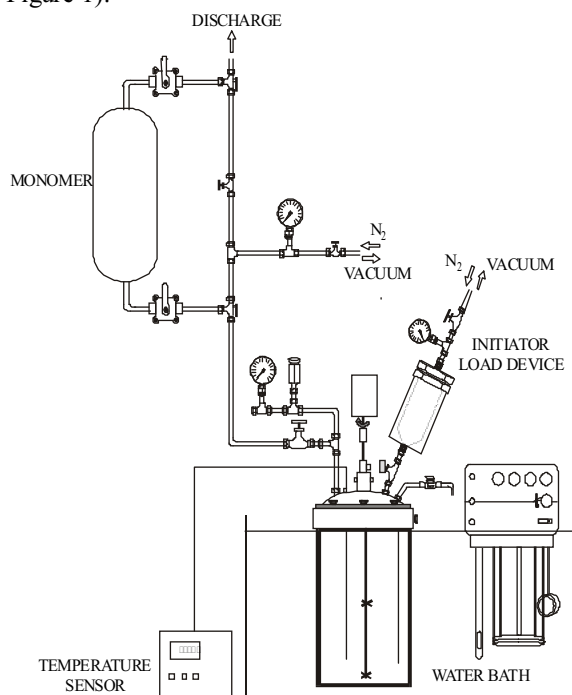 Figure 1).
DISCHARGE
MONOMER
N2
VACUUM
N2
VACUUM
INITIATOR
LOAD DEVICE
TEMPERATURE
SENSOR
WATER BATH